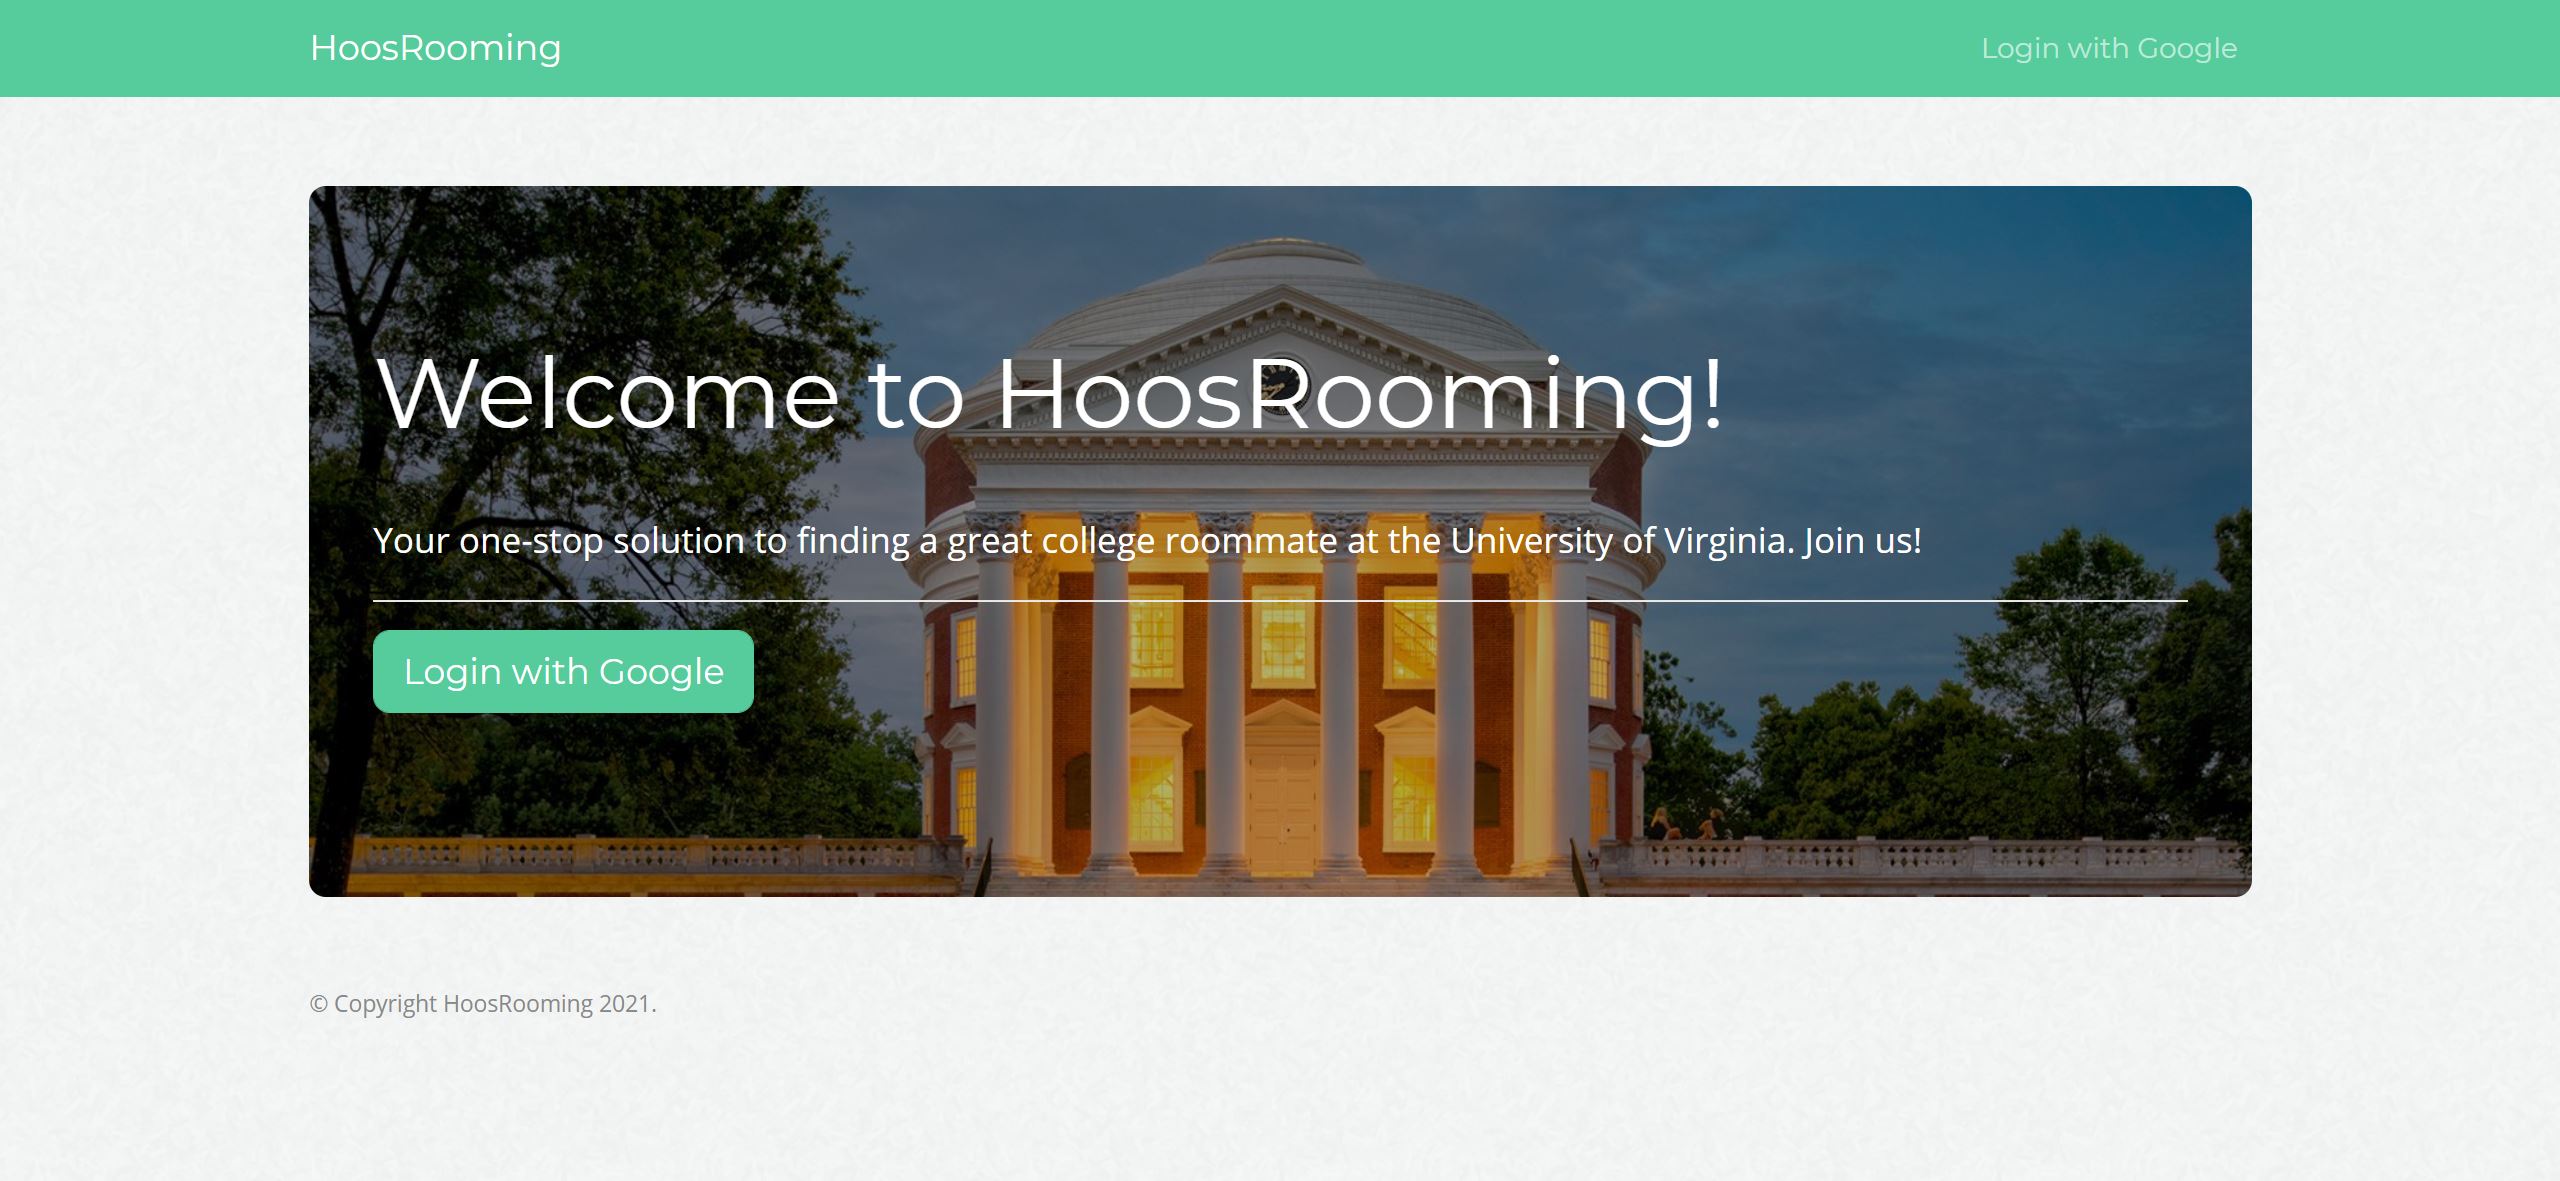 HoosRooming
Login with Google
Welcome to HoosRooming!
Your one-stop solution to finding a great college roommate at the University of Virginia. Join us!
Login with Google
© Copyright HoosRooming 2021.